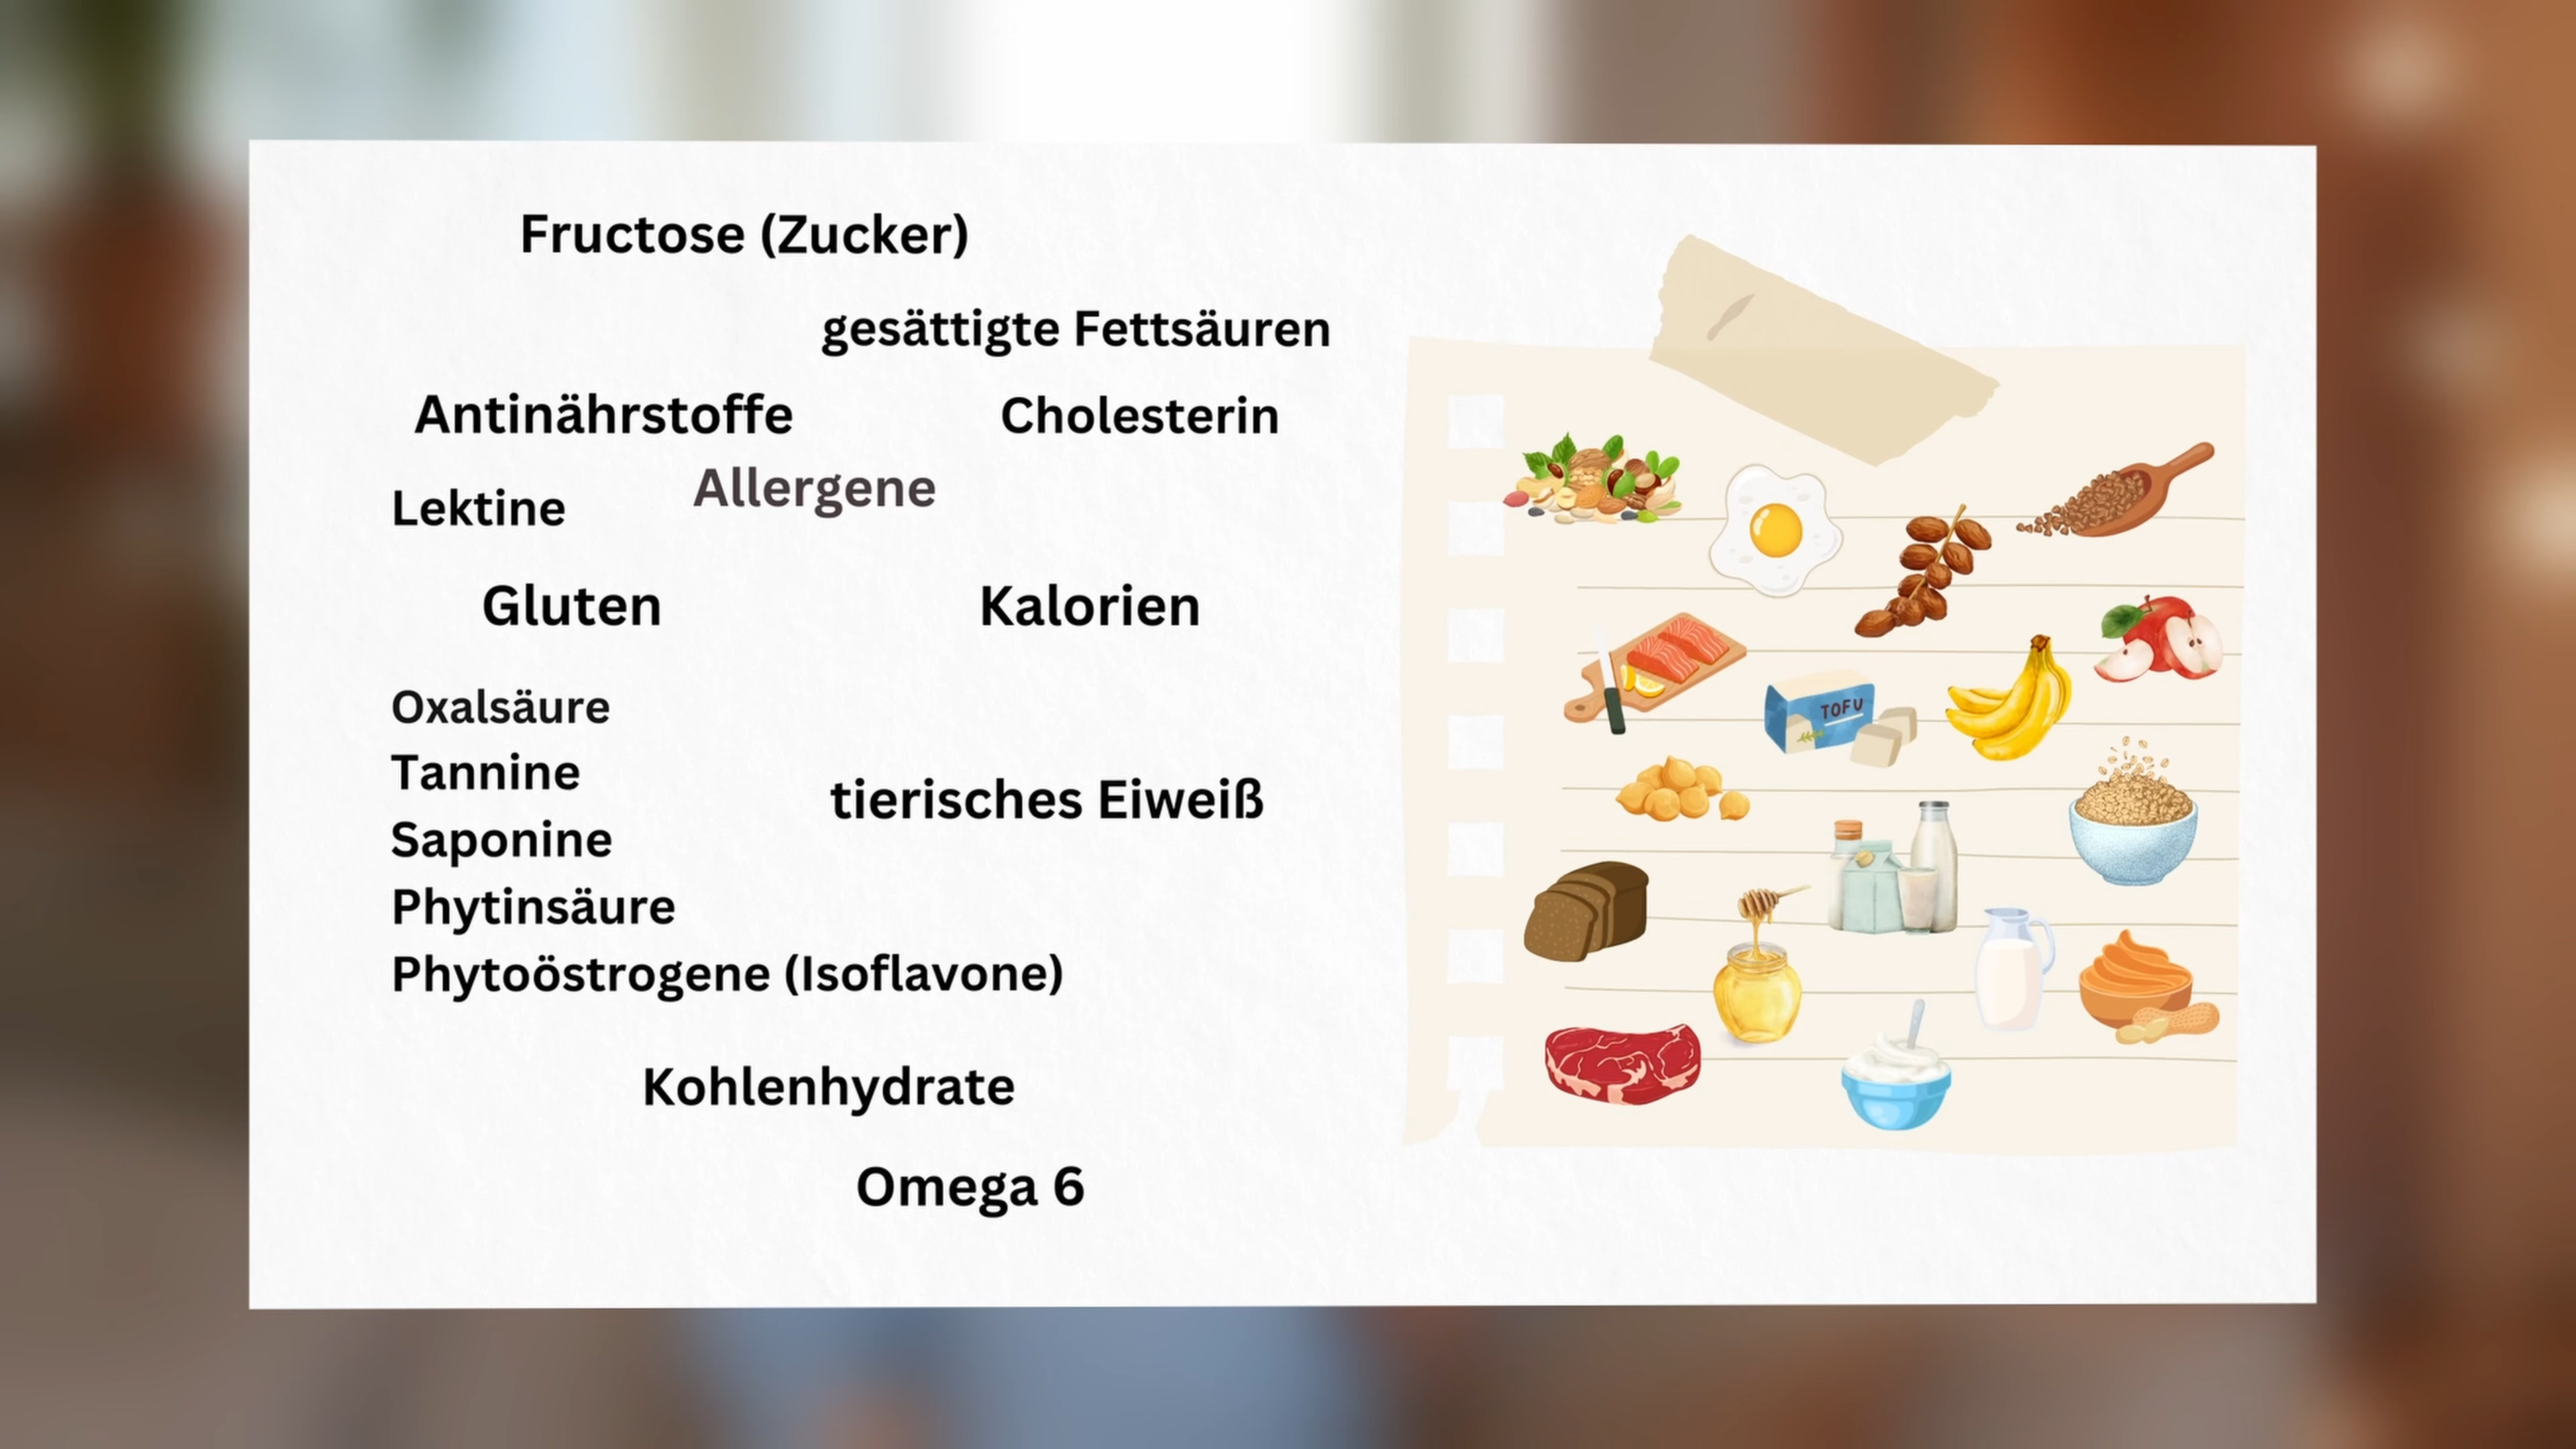 Fructose (Zucker)
gesättigte Fettsäuren
Antinährstoffe
Cholesterin
Allergene
Lektine
Gluten
Kalorien
Oxalsäure
TOFU
Tannine
tierisches Eiweiß
Saponine
Phytinsäure
Phytoöstrogene (Isoflavone)
Kohlenhydrate
Omega 6